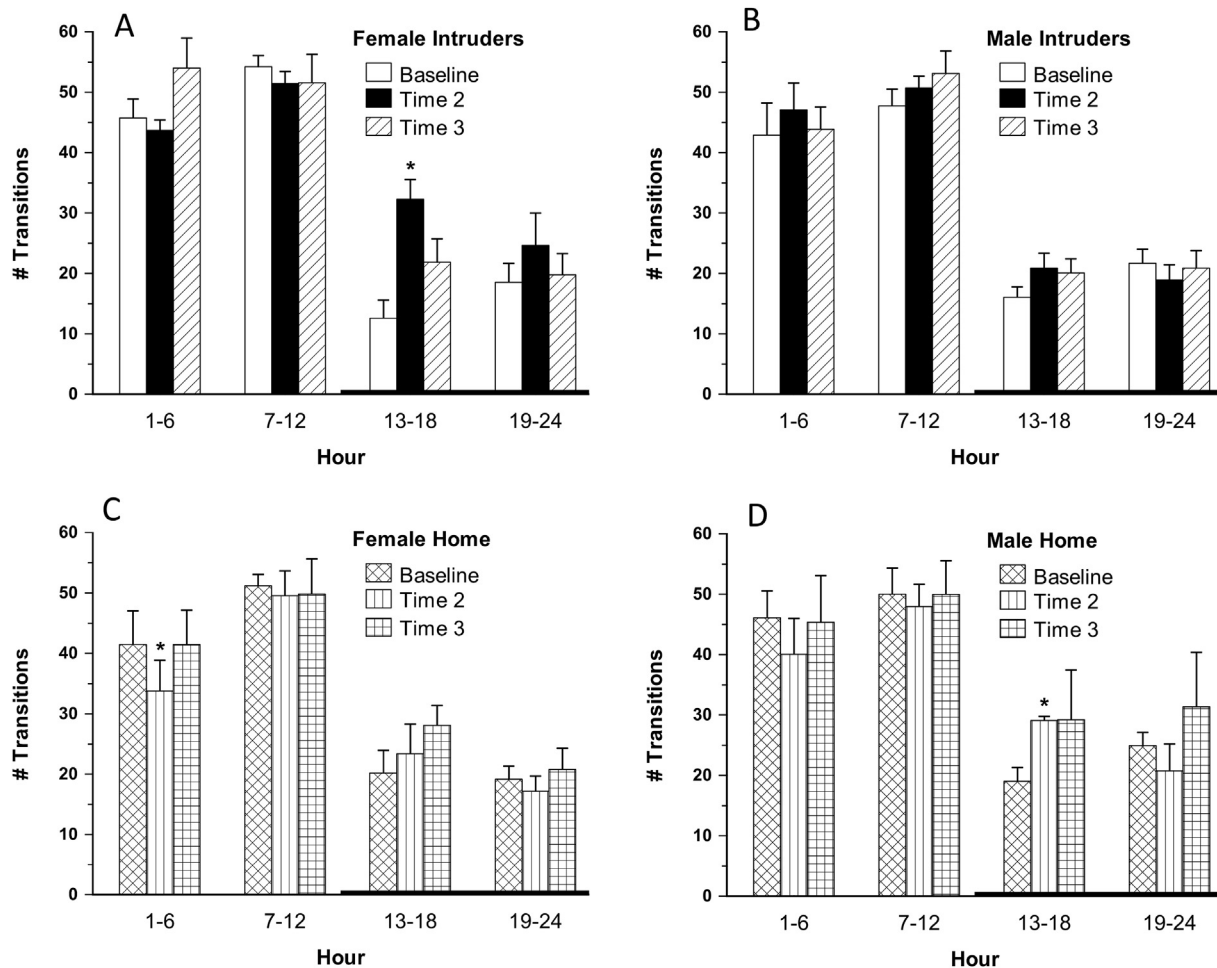 A
Female Intruders
Baseline
Time 2
Time 3
# Transitions
60
50
40
30
20
10
0
*
1-6
7-12
13-18
19-24
Hour
B
Male Intruders
Baseline
Time 2
Time 3
# Transitions
60
50
40
30
20
10
0
1-6
7-12
13-18
19-24
Hour
C
Female Home
Baseline
Time 2
Time 3
# Transitions
60
50
40
30
20
10
0
*
1-6
7-12
13-18
19-24
Hour
D
Male Home
Baseline
Time 2
Time 3
# Transitions
60
50
40
30
20
10
0
*
1-6
7-12
13-18
19-24
Hour